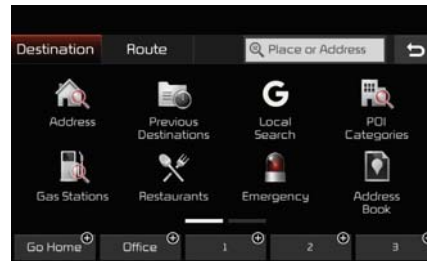 Destination
Route
Place or Address
Address
Previous
Destinations
G
Local
Search
POI
Categories
Gas Stations
Restaurants
Emergency
Address
Book
Go Home
Office
1
2
3